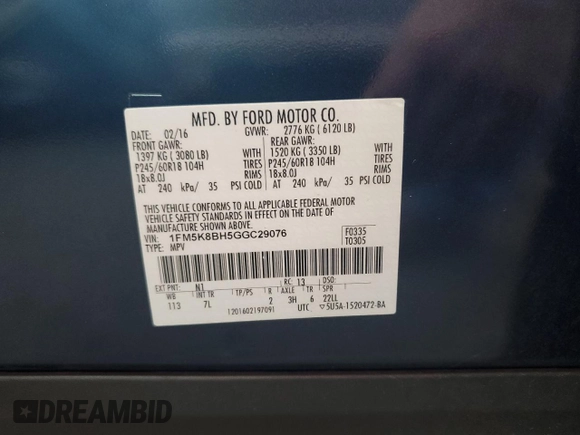 MFD. BY FORD MOTOR CO.
DATE: 02/16 GVWR: 2776 KG ( 6120 LB)
FRONT GAWR: REAR GAWR:
1397 KG ( 3080 LB) WITH 1520 KG ( 3350 LB) WITH
P245/60R18 104H TIRES P245/60R18 104H TIRES
18x8.0J RIMS 18x8.0J RIMS
AT 240 kPa/ 35 PSI COLD AT 240 kPa/ 35 PSI COLD
THIS VEHICLE CONFORMS TO ALL APPLICABLE FEDERAL MOTOR
VEHICLE SAFETY STANDARDS IN EFFECT ON THE DATE OF
MANUFACTURE SHOWN ABOVE.
VIN: 1FM5K8BH5GGC29076 F0335
TYPE: MPV T0305
EXT PNT: N1 RC: 13 DSO:
WB INT TR TP/PS R AXLE TR SPR
113 7L 2 3H 6 22LL
1201602197091 UTC ▽5U5A-1520472-BA
DREAMBID